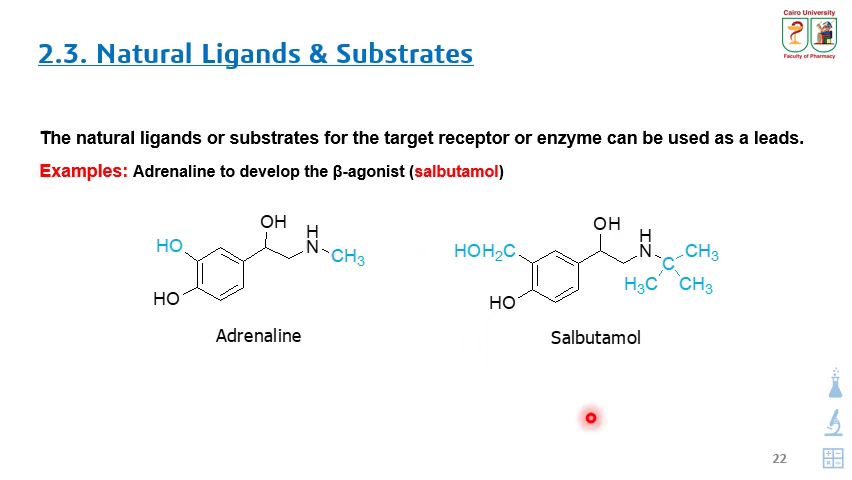 Cairo University
Faculty of Pharmacy
2.3. Natural Ligands & Substrates
The natural ligands or substrates for the target receptor or enzyme can be used as a leads.
Examples: Adrenaline to develop the β-agonist (salbutamol)
OH
H
N
HO
CH3
HO
Adrenaline
OH
H
N
HOH2C
CH3
C
H3C
CH3
HO
Salbutamol
22